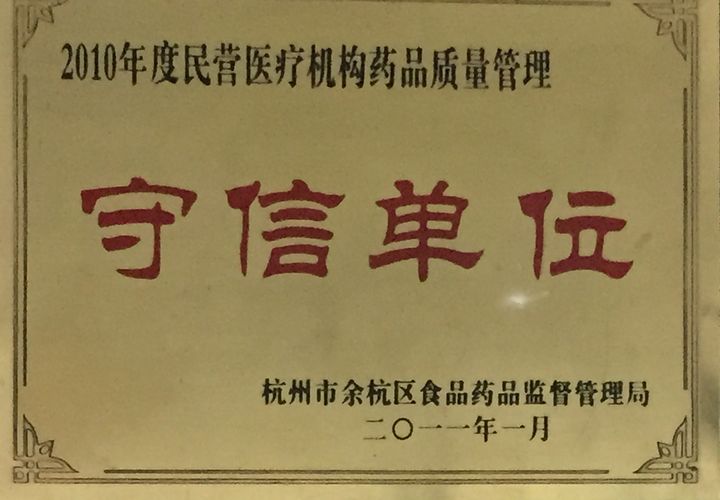 2010年度民营医疗机构药品质量管理
守信单位
杭州市余杭区食品药品监督管理局
二〇一一年一月